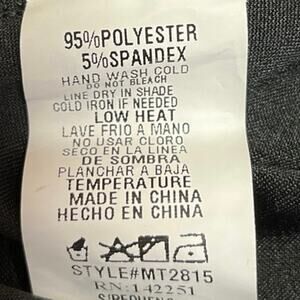 95%POLYESTER
5%SPANDEX
HAND WASH COLD
DO NOT BLEACH
LINE DRY IN SHADE
COLD IRON IF NEEDED
LOW HEAT
LAVE FRIO A MANO
NO USAR CLORO
SECO EN LA LINEA
DE SOMBRA
PLANCHAR A BAJA
TEMPERATURE
MADE IN CHINA
HECHO EN CHINA
STYLE#MT2815
RN:142251